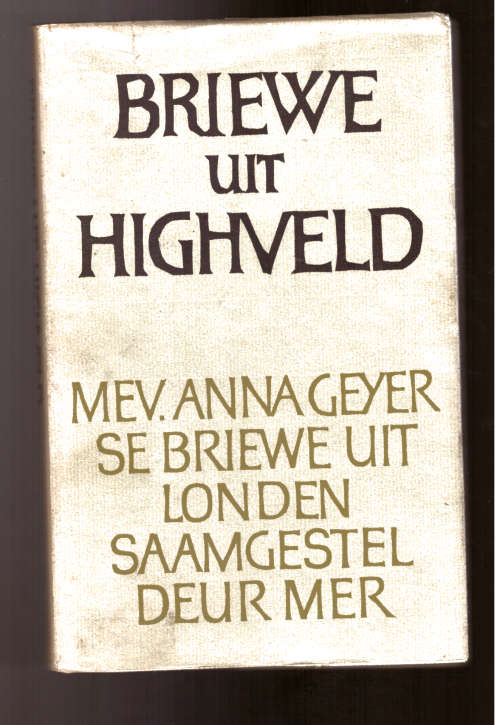 BRIEWE
UIT
HIGHVELD
MEV. ANNA GEYER
SE BRIEWE UIT
LONDEN
SAAMGESTEL
DEUR MER